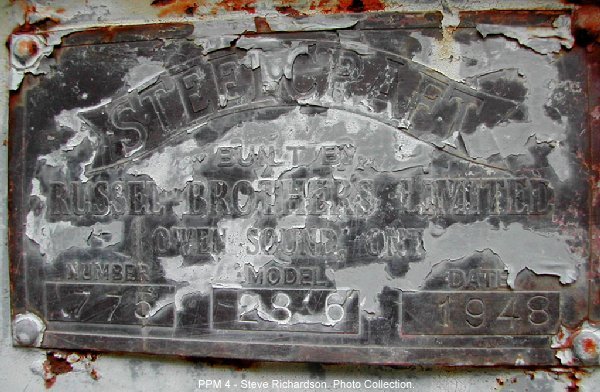 STEELCRAFT
BUILT BY
RUSSEL BROTHERS LIMITED
OWEN SOUND, ONT
NUMBER MODEL DATE
775 1948
PPM 4 - Steve Richardson. Photo Collection.